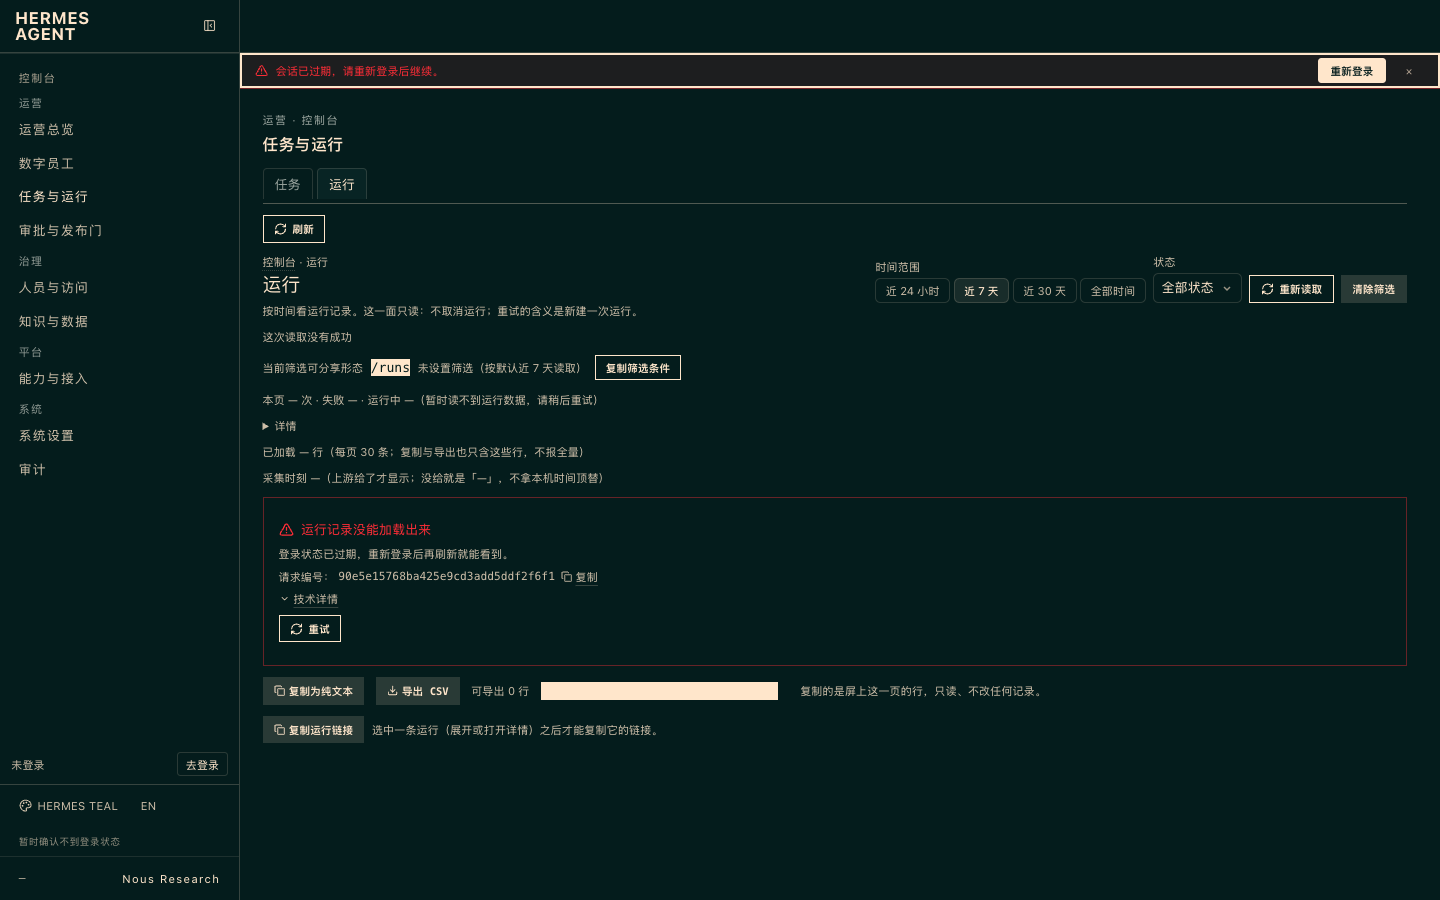 HERMES
AGENT
控制台
运营
运营总览
数字员工
任务与运行
审批与发布门
治理
人员与访问
知识与数据
平台
能力与接入
系统
系统设置
审计
未登录
去登录
HERMES TEAL
EN
暂时确认不到登录状态
—
Nous Research
会话已过期，请重新登录后继续。
重新登录
×
运营 · 控制台
任务与运行
任务
运行
刷新
控制台 · 运行
运行
按时间看运行记录。这一面只读：不取消运行；重试的含义是新建一次运行。
时间范围
近 24 小时
近 7 天
近 30 天
全部时间
状态
全部状态
重新读取
清除筛选
这次读取没有成功
当前筛选可分享形态 /runs 未设置筛选（按默认近 7 天读取） 复制筛选条件
本页 — 次 · 失败 — · 运行中 —（暂时读不到运行数据，请稍后重试）
▶ 详情
已加载 — 行（每页 30 条；复制与导出也只含这些行，不报全量）
采集时刻 —（上游给了才显示；没给就是「—」，不拿本机时间顶替）
运行记录没能加载出来
登录状态已过期，重新登录后再刷新就能看到。
请求编号： 90e5e15768ba425e9cd3add5ddf2f6f1 复制
技术详情
重试
复制为纯文本 导出 CSV 可导出 0 行 复制的是屏上这一页的行，只读、不改任何记录。
复制运行链接 选中一条运行（展开或打开详情）之后才能复制它的链接。